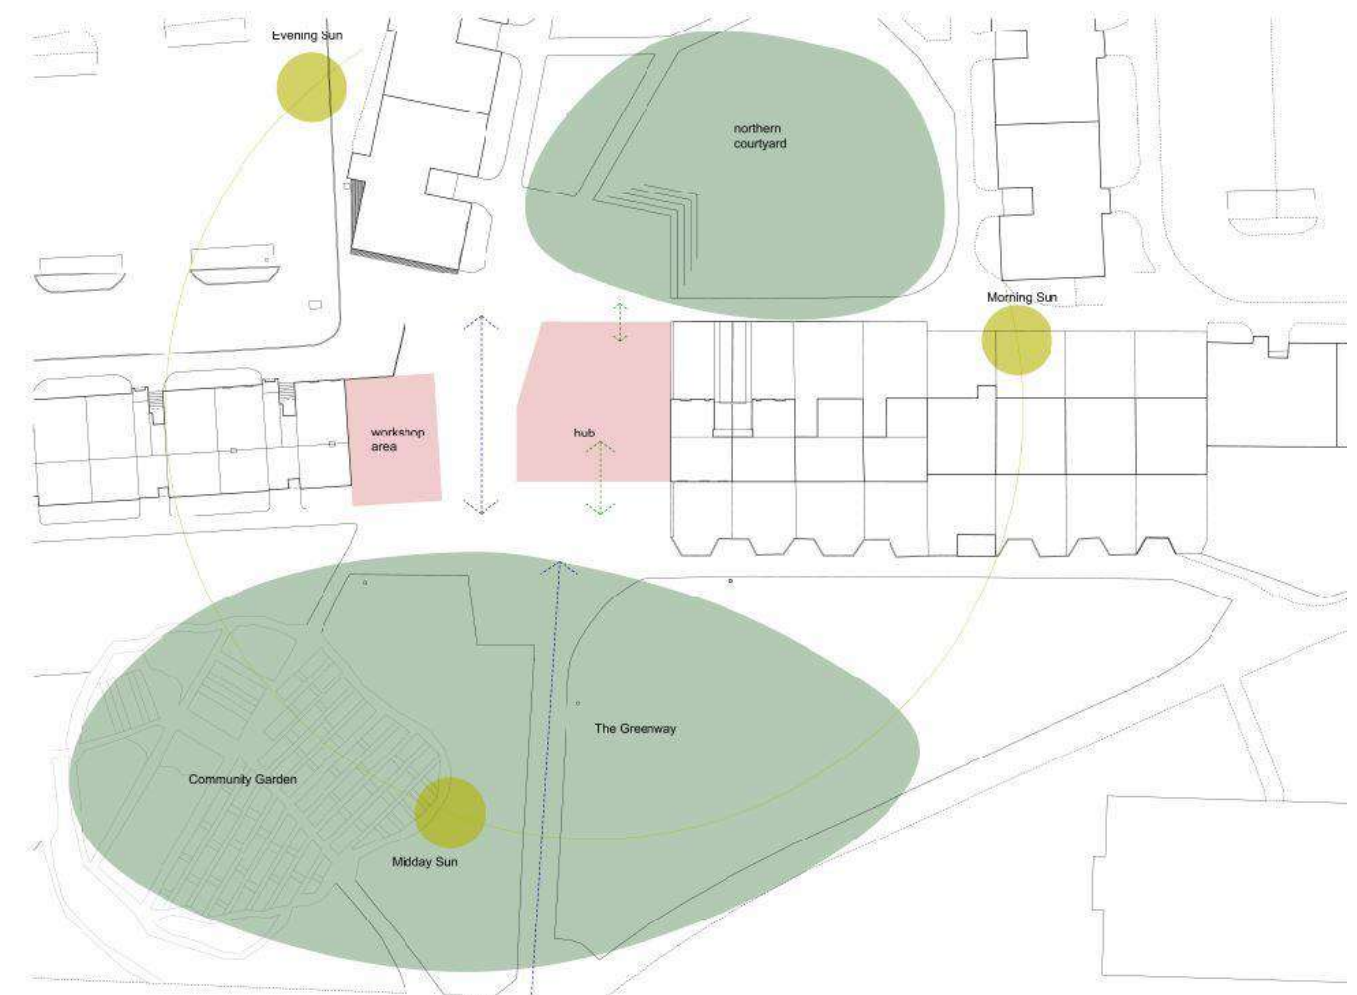 Evening Sun
northern
courtyard
Morning Sun
workshop
area
hub
The Greenway
Community Garden
Midday Sun